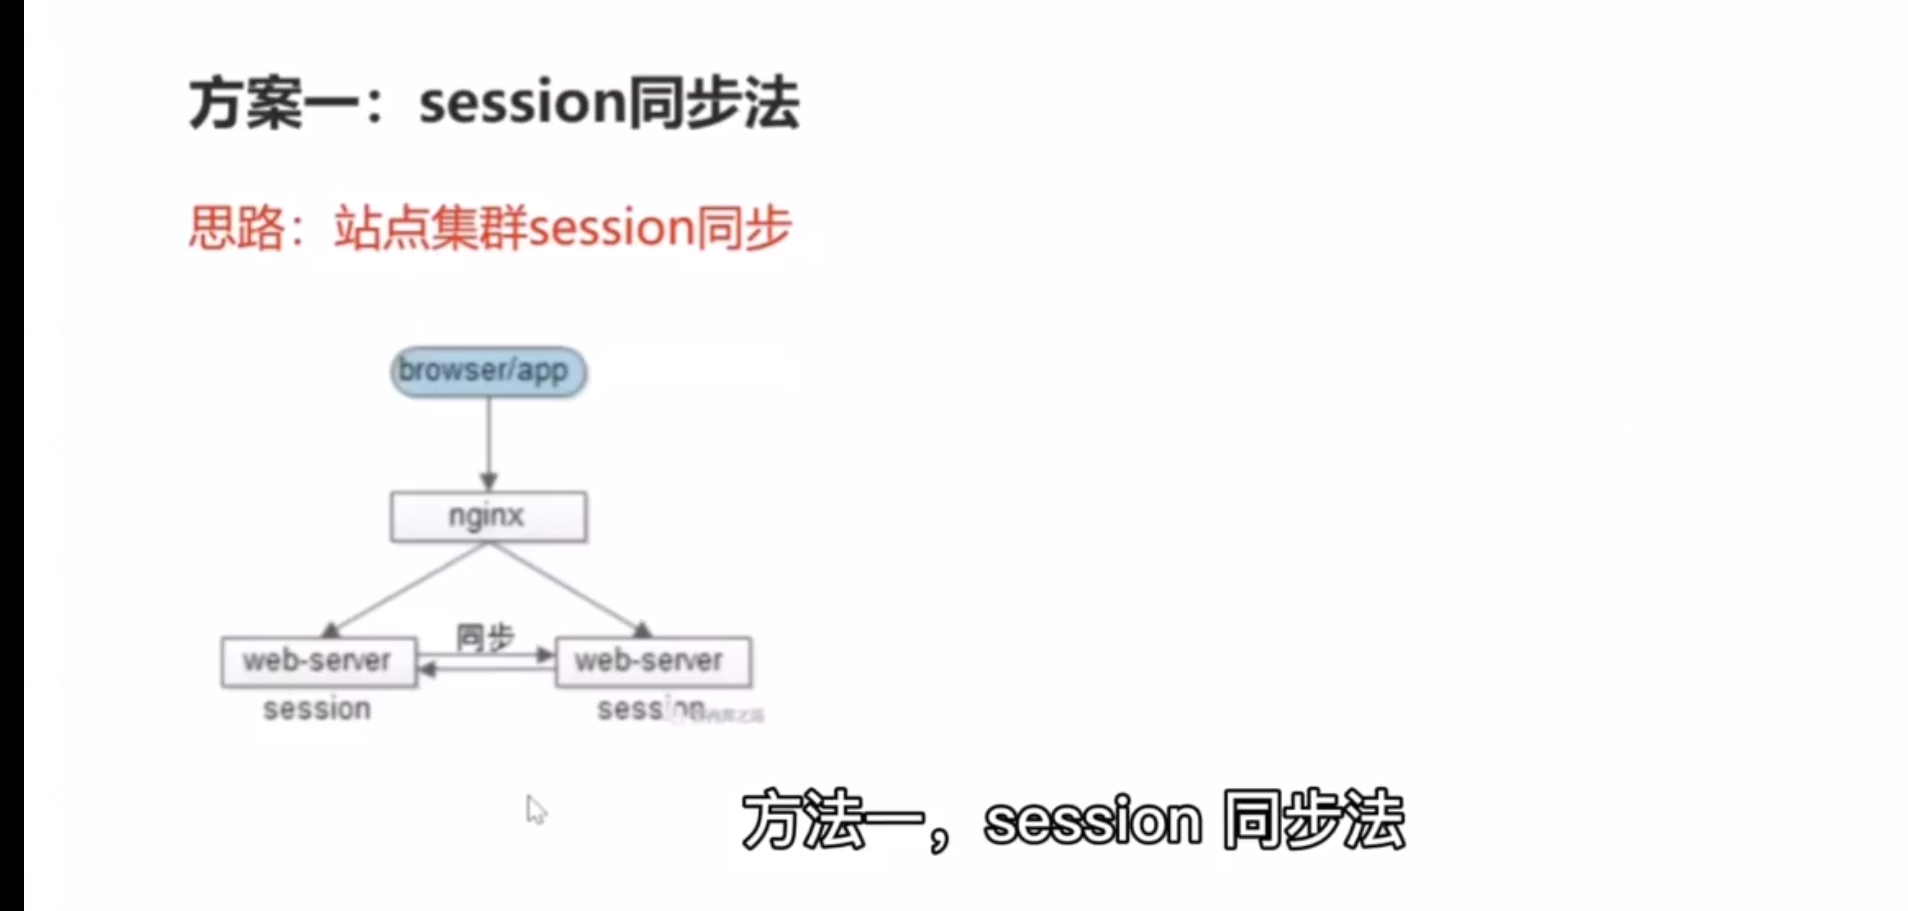 方案一：session同步法
思路：站点集群session同步
browser/app
nginx
同步
web-server
web-server
session
session
方法一，session 同步法